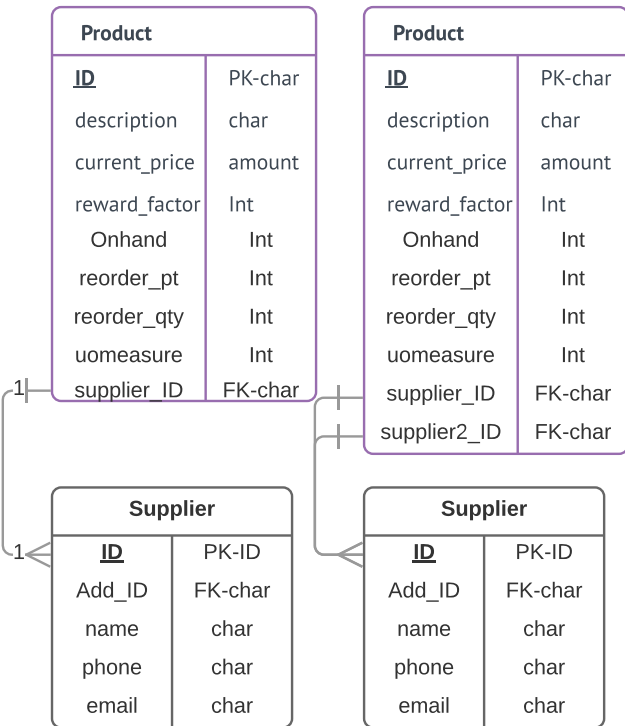 Product
ID PK-char
description char
current_price amount
reward_factor Int
Onhand Int
reorder_pt Int
reorder_qty Int
uomeasure Int
1 supplier_ID FK-char
Product
ID PK-char
description char
current_price amount
reward_factor Int
Onhand Int
reorder_pt Int
reorder_qty Int
uomeasure Int
supplier_ID FK-char
supplier2_ID FK-char
Supplier
1 ID PK-ID
Add_ID FK-char
name char
phone char
email char
Supplier
ID PK-ID
Add_ID FK-char
name char
phone char
email char